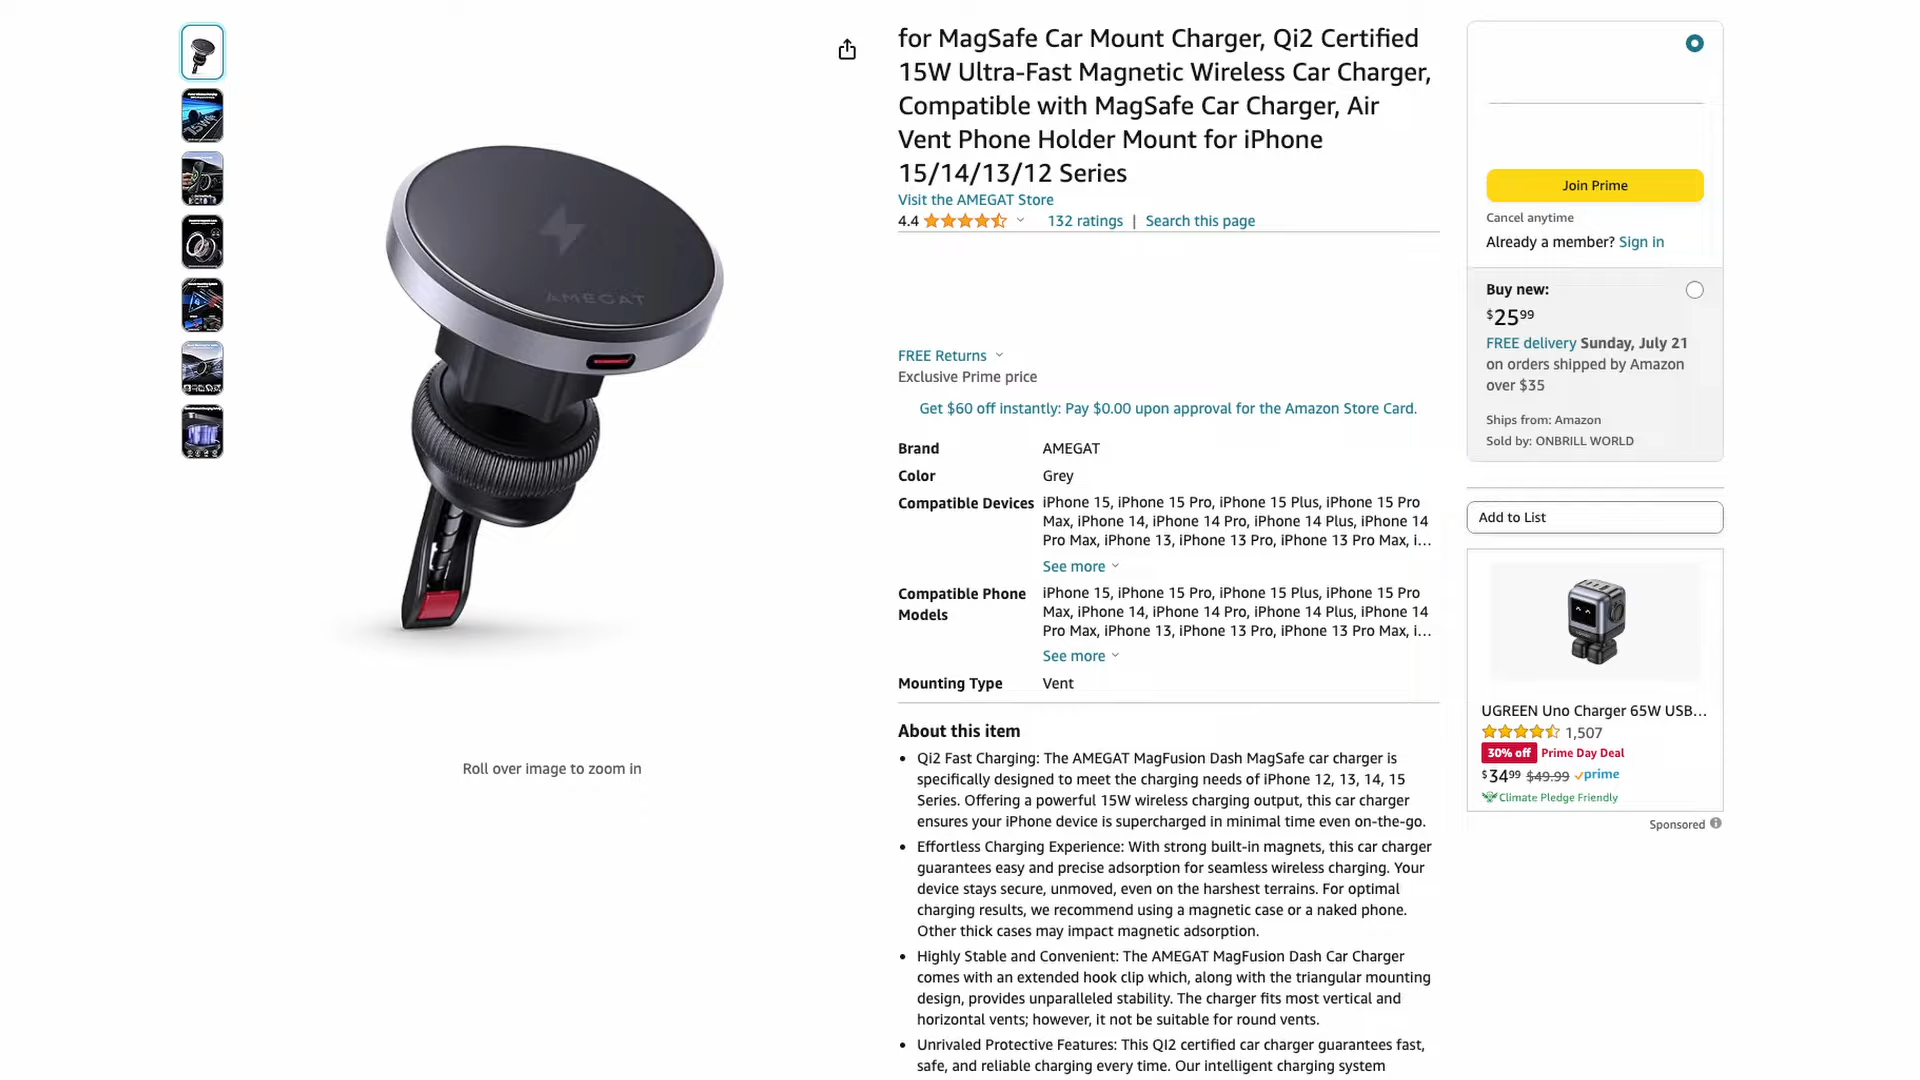 for MagSafe Car Mount Charger, Qi2 Certified
15W Ultra-Fast Magnetic Wireless Car Charger,
Compatible with MagSafe Car Charger, Air
Vent Phone Holder Mount for iPhone
15/14/13/12 Series
Visit the AMEGAT Store
4.4 132 ratings | Search this page
FREE Returns
Exclusive Prime price
Get $60 off instantly: Pay $0.00 upon approval for the Amazon Store Card.
Brand AMEGAT
Color Grey
Compatible Devices iPhone 15, iPhone 15 Pro, iPhone 15 Plus, iPhone 15 Pro
Max, iPhone 14, iPhone 14 Pro, iPhone 14 Plus, iPhone 14
Pro Max, iPhone 13, iPhone 13 Pro, iPhone 13 Pro Max, i…
See more
Compatible Phone Models iPhone 15, iPhone 15 Pro, iPhone 15 Plus, iPhone 15 Pro
Max, iPhone 14, iPhone 14 Pro, iPhone 14 Plus, iPhone 14
Pro Max, iPhone 13, iPhone 13 Pro, iPhone 13 Pro Max, i…
See more
Mounting Type Vent
About this item
• Qi2 Fast Charging: The AMEGAT MagFusion Dash MagSafe car charger is
specifically designed to meet the charging needs of iPhone 12, 13, 14, 15
Series. Offering a powerful 15W wireless charging output, this car charger
ensures your iPhone device is supercharged in minimal time even on-the-go.
• Effortless Charging Experience: With strong built-in magnets, this car charger
guarantees easy and precise adsorption for seamless wireless charging. Your
device stays secure, unmoved, even on the harshest terrains. For optimal
charging results, we recommend using a magnetic case or a naked phone.
Other thick cases may impact magnetic adsorption.
• Highly Stable and Convenient: The AMEGAT MagFusion Dash Car Charger
comes with an extended hook clip which, along with the triangular mounting
design, provides unparalleled stability. The charger fits most vertical and
horizontal vents; however, it not be suitable for round vents.
• Unrivaled Protective Features: This QI2 certified car charger guarantees fast,
safe, and reliable charging every time. Our intelligent charging system
AMEGAT
Roll over image to zoom in
Join Prime
Cancel anytime
Already a member? Sign in
Buy new:
$25.99
FREE delivery Sunday, July 21
on orders shipped by Amazon
over $35
Ships from: Amazon
Sold by: ONBRILL WORLD
Add to List
UGREEN Uno Charger 65W USB…
1,507
30% off Prime Day Deal
$34.99 $49.99 prime
Climate Pledge Friendly
Sponsored